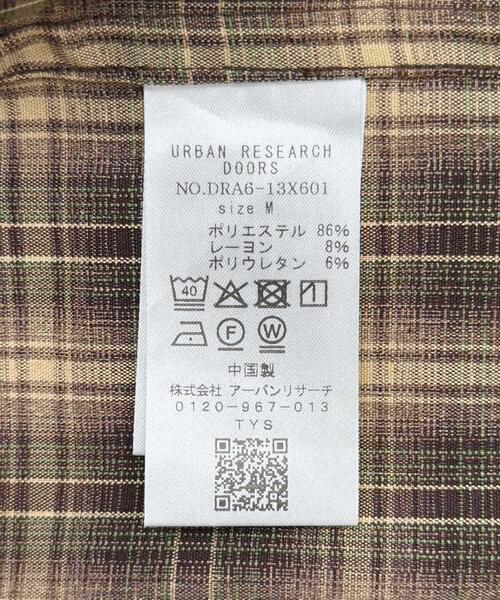 URBAN RESEARCH
DOORS
NO.DRA6-13X601
size M
ポリエステル 86%
レーヨン 8%
ポリウレタン 6%
40
F W
中国製
株式会社 アーバンリサーチ
0120-967-013
TYS